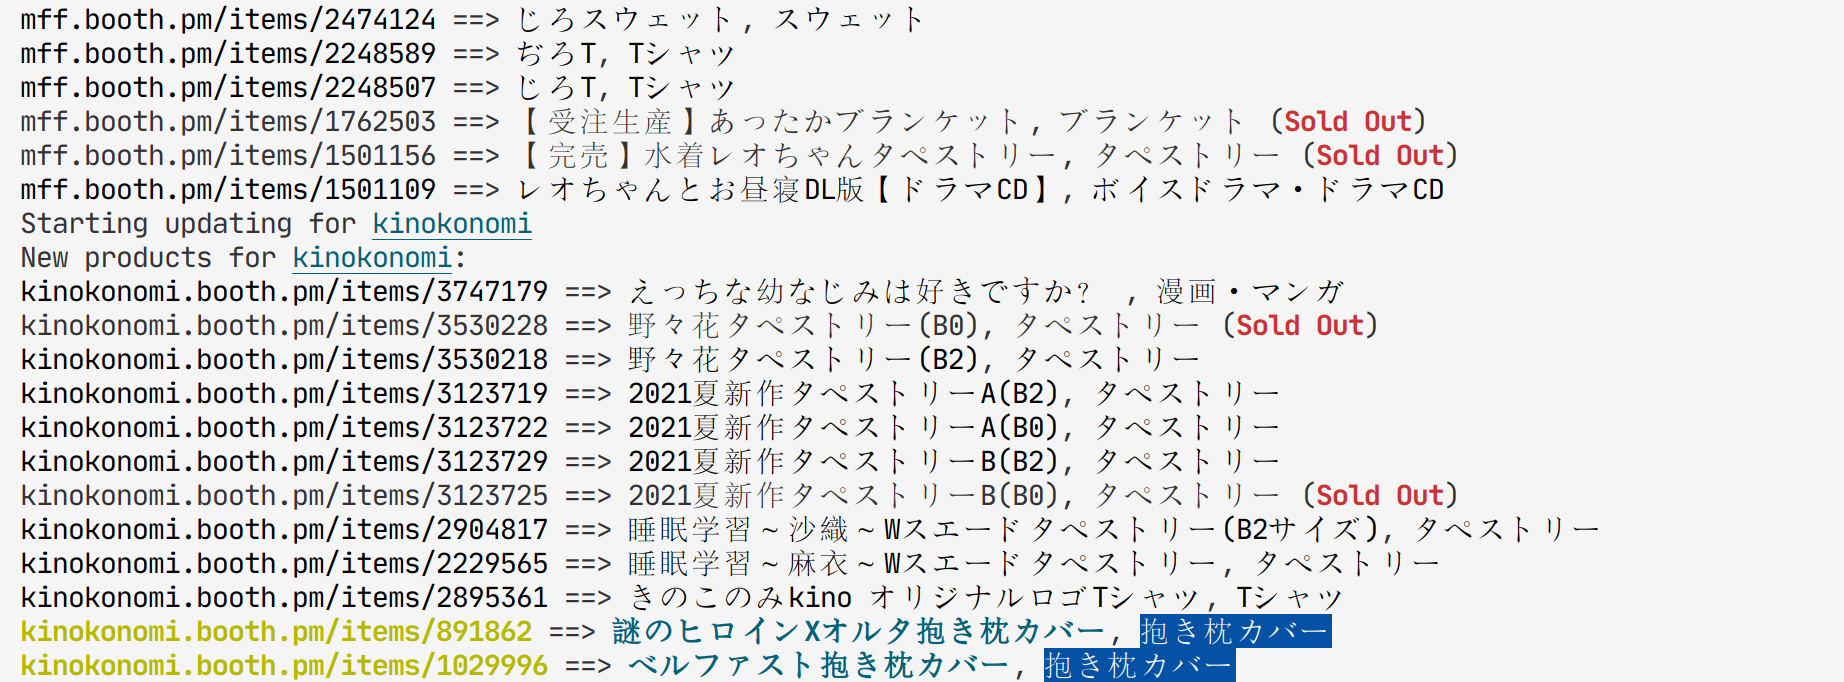 mff.booth.pm/items/2474124 ==> じろスウェット, スウェット
mff.booth.pm/items/2248589 ==> ぢろT, Tシャツ
mff.booth.pm/items/2248507 ==> じろT, Tシャツ
mff.booth.pm/items/1762503 ==> 【受注生産】あったかブランケット, ブランケット (Sold Out)
mff.booth.pm/items/1501156 ==> 【完売】水着レオちゃんタペストリー, タペストリー (Sold Out)
mff.booth.pm/items/1501109 ==> レオちゃんとお昼寝DL版【ドラマCD】, ボイスドラマ・ドラマCD
Starting updating for kinokonomi
New products for kinokonomi:
kinokonomi.booth.pm/items/3747179 ==> えっちな幼なじみは好きですか? , 漫画・マンガ
kinokonomi.booth.pm/items/3530228 ==> 野々花タペストリー(B0), タペストリー (Sold Out)
kinokonomi.booth.pm/items/3530218 ==> 野々花タペストリー(B2), タペストリー
kinokonomi.booth.pm/items/3123719 ==> 2021夏新作タペストリーA(B2), タペストリー
kinokonomi.booth.pm/items/3123722 ==> 2021夏新作タペストリーA(B0), タペストリー
kinokonomi.booth.pm/items/3123729 ==> 2021夏新作タペストリーB(B2), タペストリー
kinokonomi.booth.pm/items/3123725 ==> 2021夏新作タペストリーB(B0), タペストリー (Sold Out)
kinokonomi.booth.pm/items/2904817 ==> 睡眠学習～沙織～Wスエードタペストリー(B2サイズ), タペストリー
kinokonomi.booth.pm/items/2229565 ==> 睡眠学習～麻衣～Wスエードタペストリー, タペストリー
kinokonomi.booth.pm/items/2895361 ==> きのこのみkino オリジナルロゴTシャツ, Tシャツ
kinokonomi.booth.pm/items/891862 ==> 謎のヒロインXオルタ抱き枕カバー, 抱き枕カバー
kinokonomi.booth.pm/items/1029996 ==> ベルファスト抱き枕カバー, 抱き枕カバー